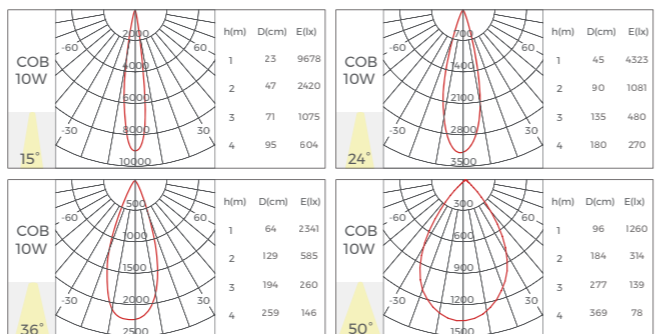 COB
10W
15°
-60
60
-30
30
2000
4000
6000
8000
10000
h(m) D(cm) E(lx)
1 23 9678
2 47 2420
3 71 1075
4 95 604
COB
10W
24°
-60
60
-30
30
700
1400
2100
2800
3500
h(m) D(cm) E(lx)
1 45 4323
2 90 1081
3 135 480
4 180 270
COB
10W
36°
-60
60
-30
30
500
1000
1500
2000
2500
h(m) D(cm) E(lx)
1 64 2341
2 129 585
3 194 260
4 259 146
COB
10W
50°
-60
60
-30
30
300
600
900
1200
1500
h(m) D(cm) E(lx)
1 96 1260
2 184 314
3 277 139
4 369 78